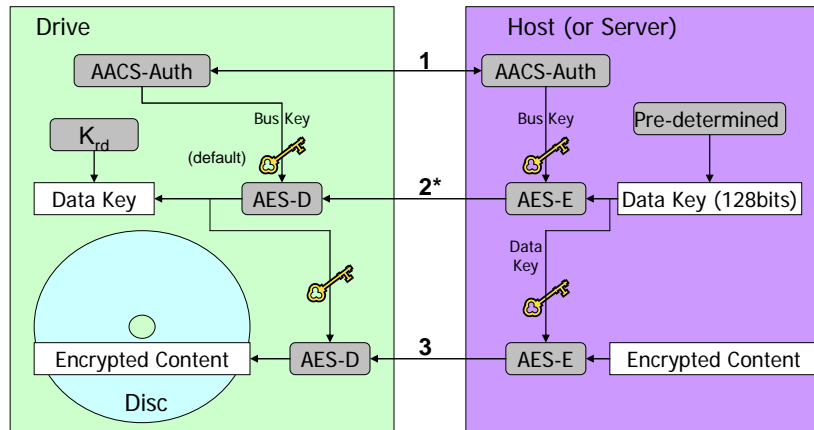 Drive
Host (or Server)
AACS-Auth
1
AACS-Auth
Bus Key
Bus Key
Pre-determined
Krd
(default)
Data Key
AES-D
2*
AES-E
Data Key (128bits)
Data
Key
Encrypted Content
AES-D
3
AES-E
Encrypted Content
Disc